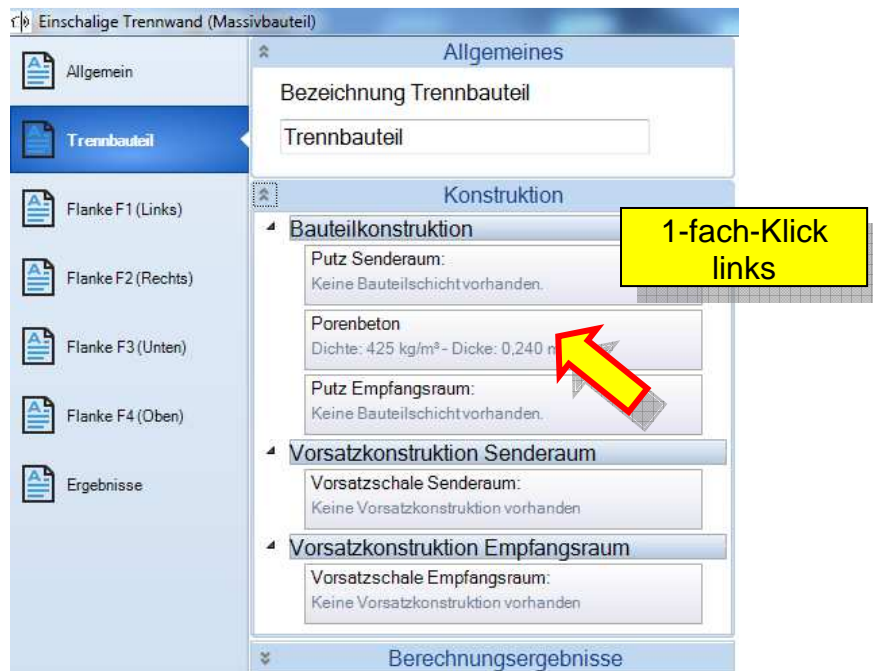 Einschalige Trennwand (Massivbauteil)
Allgemein
Trennbauteil
Flanke F1 (Links)
Flanke F2 (Rechts)
Flanke F3 (Unten)
Flanke F4 (Oben)
Ergebnisse
Allgemeines
Bezeichnung Trennbauteil
Trennbauteil
Konstruktion
Bauteilkonstruktion
Putz Senderaum:
Keine Bauteilschicht vorhanden.
Porenbeton
Dichte: 425 kg/m³ - Dicke: 0,240
Putz Empfangsraum:
Keine Bauteilschicht vorhanden.
Vorsatzkonstruktion Senderaum
Vorsatzschale Senderaum:
Keine Vorsatzkonstruktion vorhanden
Vorsatzkonstruktion Empfangsraum
Vorsatzschale Empfangsraum:
Keine Vorsatzkonstruktion vorhanden
Berechnungsergebnisse
1-fach-Klick
links